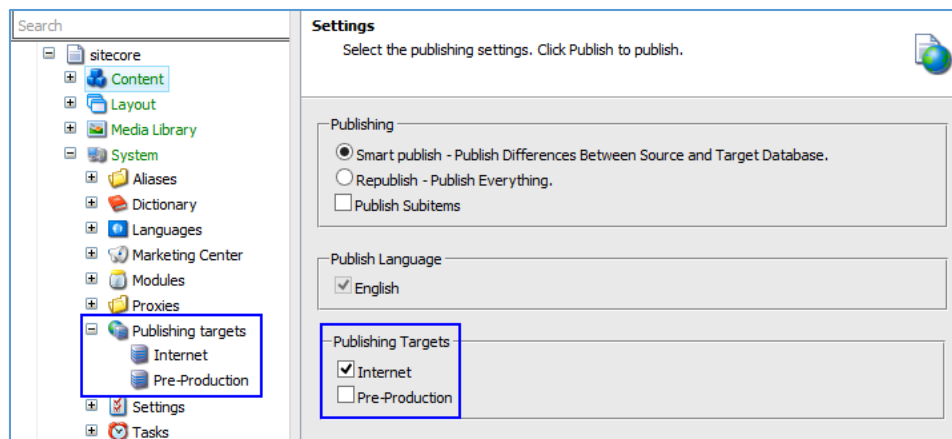 Search
sitecore
Content
Layout
Media Library
System
Aliases
Dictionary
Languages
Marketing Center
Modules
Proxies
Publishing targets
Internet
Pre-Production
Settings
Tasks
Settings
Select the publishing settings. Click Publish to publish.
Publishing
Smart publish - Publish Differences Between Source and Target Database.
Republish - Publish Everything.
Publish Subitems
Publish Language
English
Publishing Targets
Internet
Pre-Production